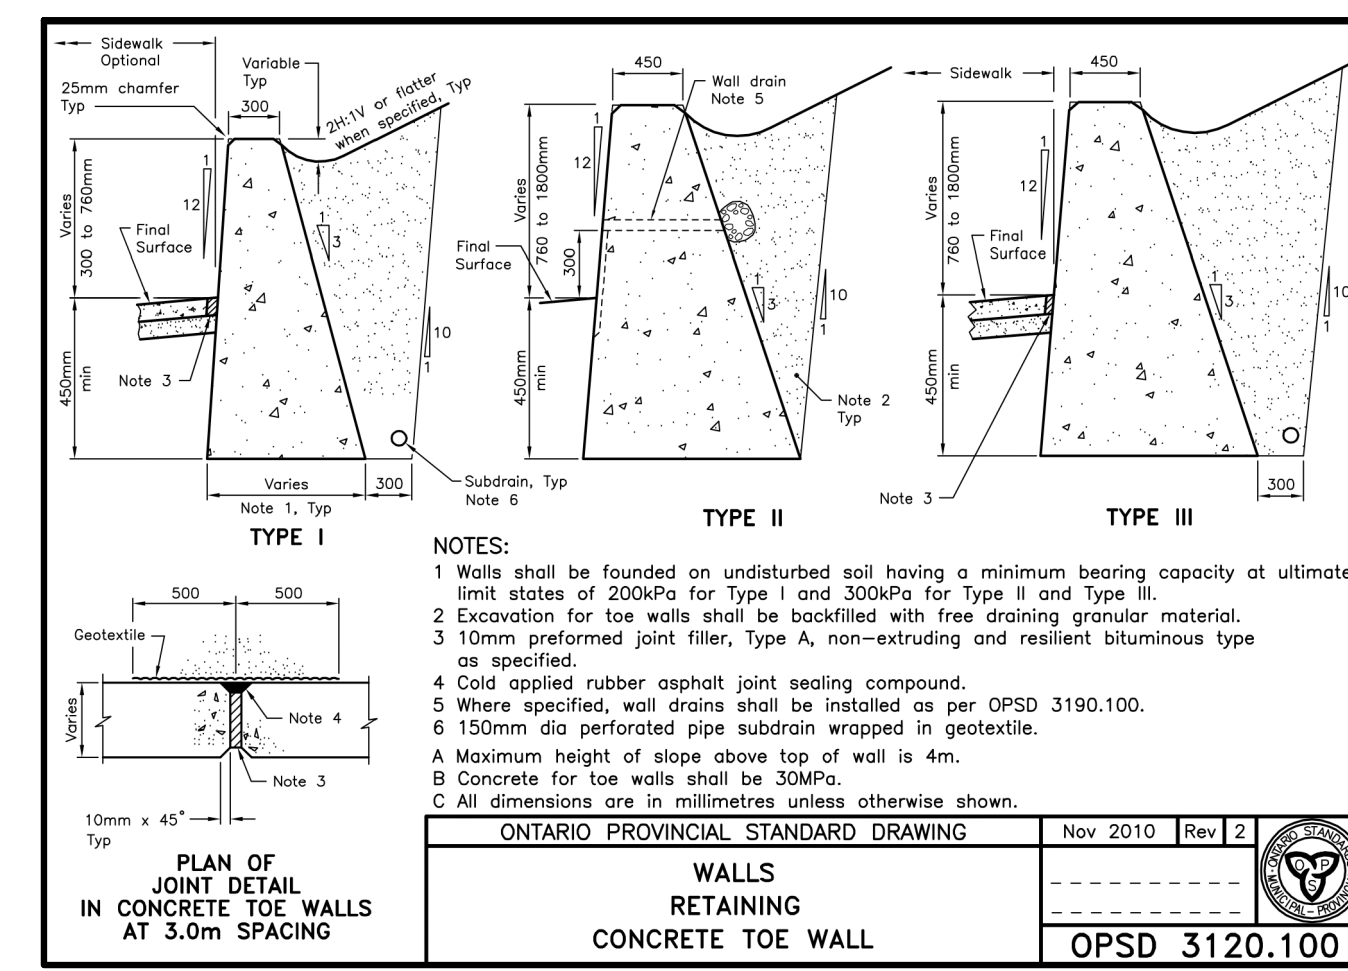 Sidewalk
Optional
25mm chamfer
Typ
Variable
Typ
300
2H:1V or flatter
when specified, Typ
Varies
300 to 760mm
1
12
1
3
Final
Surface
10
1
450mm
min
Note 3
Varies
300
Note 1, Typ
Subdrain, Typ
Note 6
TYPE I
450
Wall drain
Note 5
Varies
760 to 1800mm
1
12
300
Final
Surface
1
3
10
1
450mm
min
Note 2
Typ
TYPE II
Sidewalk
450
Varies
760 to 1800mm
1
12
Final
Surface
1
3
10
1
450mm
min
Note 3
300
TYPE III
500
500
Geotextile
Varies
Note 4
Note 3
10mm x 45°
Typ
PLAN OF
JOINT DETAIL
IN CONCRETE TOE WALLS
AT 3.0m SPACING
NOTES:
1 Walls shall be founded on undisturbed soil having a minimum bearing capacity at ultimate
limit states of 200kPa for Type I and 300kPa for Type II and Type III.
2 Excavation for toe walls shall be backfilled with free draining granular material.
3 10mm preformed joint filler, Type A, non-extruding and resilient bituminous type
as specified.
4 Cold applied rubber asphalt joint sealing compound.
5 Where specified, wall drains shall be installed as per OPSD 3190.100.
6 150mm dia perforated pipe subdrain wrapped in geotextile.
A Maximum height of slope above top of wall is 4m.
B Concrete for toe walls shall be 30MPa.
C All dimensions are in millimetres unless otherwise shown.
ONTARIO PROVINCIAL STANDARD DRAWING
Nov 2010
Rev
2
WALLS
RETAINING
CONCRETE TOE WALL
OPS
OPSD 3120.100